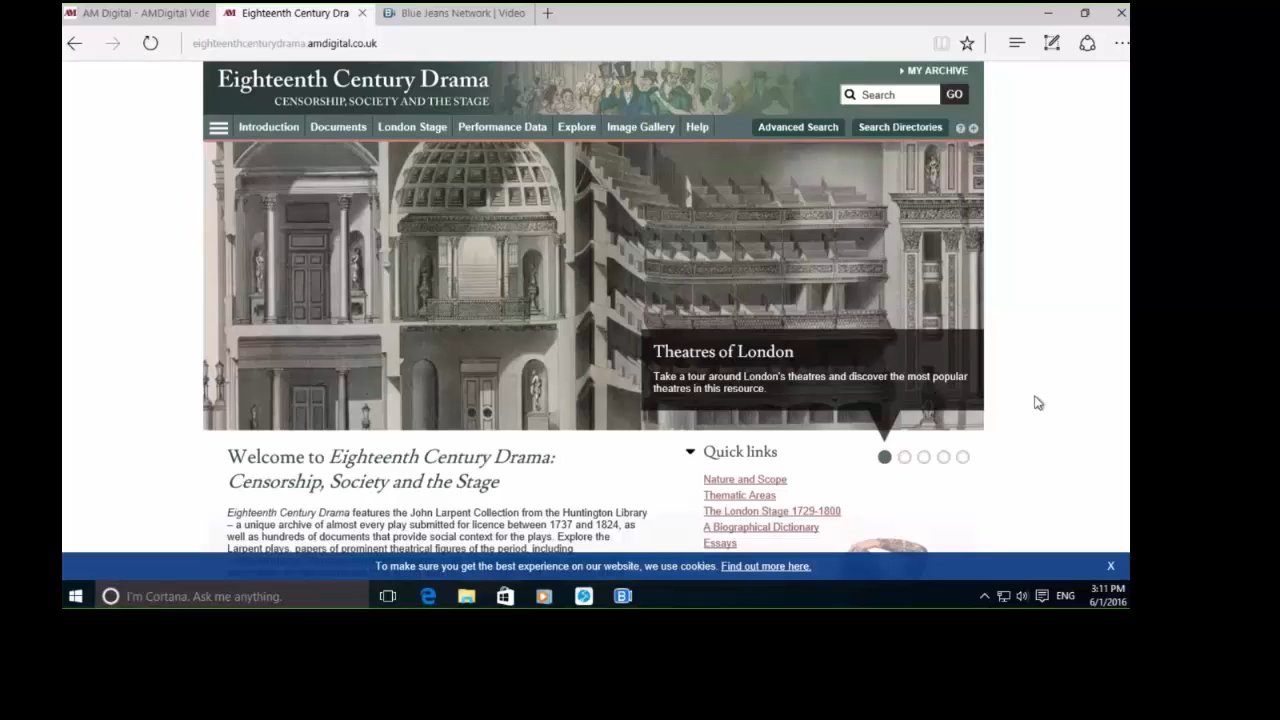 AM Digital - AMDigital Vide
Eighteenth Century Dra
Blue Jeans Network | Video
eighteenthcenturydrama.amdigital.co.uk
Eighteenth Century Drama
CENSORSHIP, SOCIETY AND THE STAGE
MY ARCHIVE
Search
GO
Introduction
Documents
London Stage
Performance Data
Explore
Image Gallery
Help
Advanced Search
Search Directories
Theatres of London
Take a tour around London's theatres and discover the most popular
theatres in this resource.
Welcome to Eighteenth Century Drama:
Censorship, Society and the Stage
Eighteenth Century Drama features the John Larpent Collection from the Huntington Library
– a unique archive of almost every play submitted for licence between 1737 and 1824, as
well as hundreds of documents that provide social context for the plays. Explore the
Larpent plays, papers of prominent theatrical figures of the period, including
Quick links
Nature and Scope
Thematic Areas
The London Stage 1729-1800
A Biographical Dictionary
Essays
To make sure you get the best experience on our website, we use cookies. Find out more here.
X
I'm Cortana. Ask me anything.
ENG
3:11 PM
6/1/2016